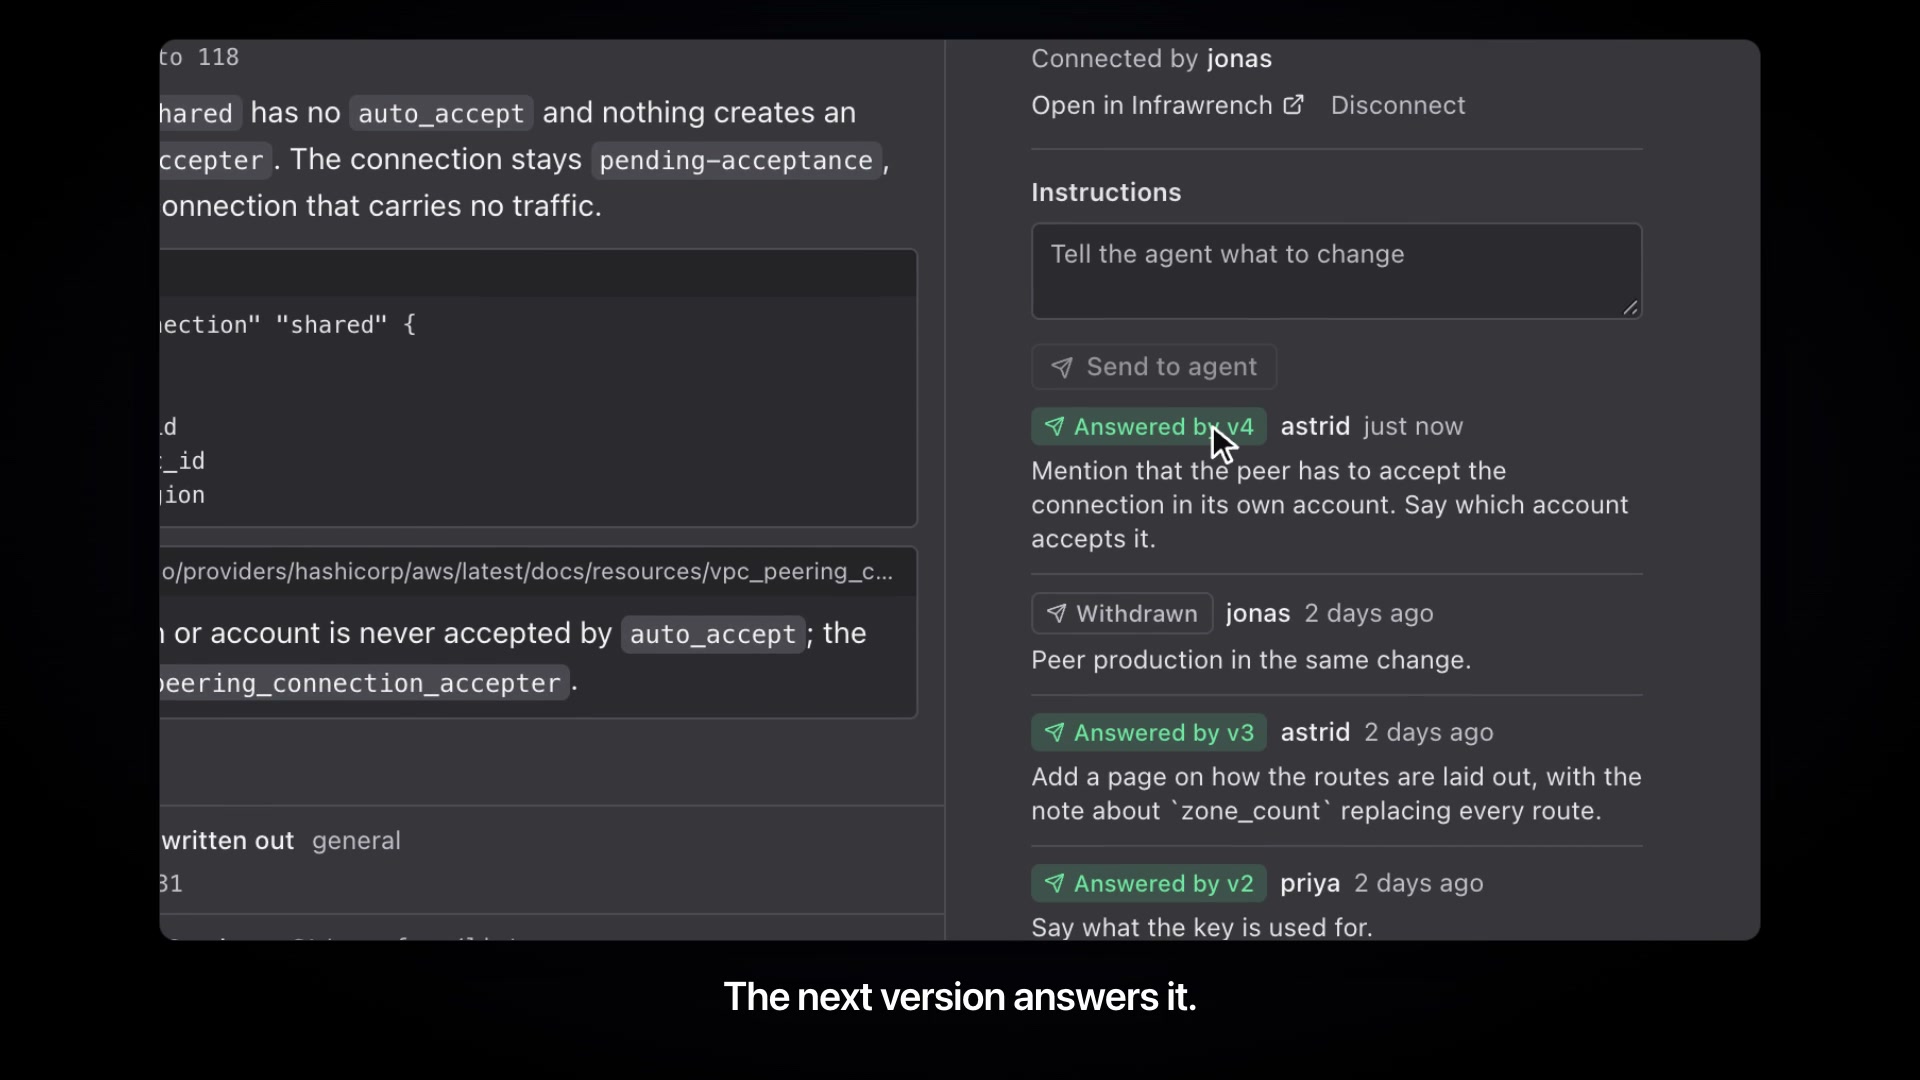 to 118
hared has no auto_accept and nothing creates an
ccepter. The connection stays pending-acceptance,
onnection that carries no traffic.
ection" "shared" {
d
_id
gion
o/providers/hashicorp/aws/latest/docs/resources/vpc_peering_c...
or account is never accepted by auto_accept; the
peering_connection_accepter.
written out general
31
Connected by jonas
Open in Infrawrench Disconnect
Instructions
Tell the agent what to change
Send to agent
Answered by v4 astrid just now
Mention that the peer has to accept the
connection in its own account. Say which account
accepts it.
Withdrawn jonas 2 days ago
Peer production in the same change.
Answered by v3 astrid 2 days ago
Add a page on how the routes are laid out, with the
note about `zone_count` replacing every route.
Answered by v2 priya 2 days ago
Say what the key is used for.
The next version answers it.